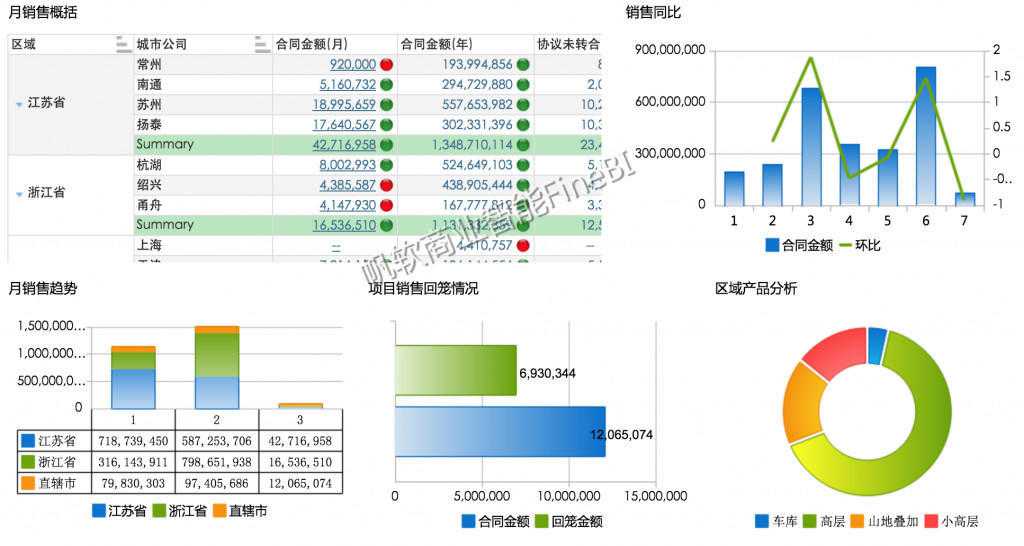 月销售概括
区域 城市公司 合同金额(月) 合同金额(年) 协议未转合
江苏省
常州 920,000 193,994,856
南通 5,160,732 294,729,880 2,0
苏州 18,995,659 557,653,982 10,2
扬泰 17,640,567 302,331,396 10,3
Summary 42,716,958 1,348,710,114 23,4
浙江省
杭湖 8,002,993 524,649,103 5,1
绍兴 4,385,587 438,905,444
甬舟 4,147,930 167,777,812 3,3
Summary 16,536,510 1,131,332,359 12,5
上海 -- 4,410,757 --
帆软商业智能FineBI
销售同比
900,000,000
600,000,000
300,000,000
0
2
1.5
1
0.5
0
-0..
-1
1 2 3 4 5 6 7
合同金额 环比
月销售趋势
1,500,000...
1,000,000...
500,000,0...
0
1 2 3
江苏省 718,739,450 587,253,706 42,716,958
浙江省 316,143,911 798,651,938 16,536,510
直辖市 79,830,303 97,405,686 12,065,074
江苏省 浙江省 直辖市
项目销售回笼情况
6,930,344
12,065,074
0 5,000,000 10,000,000 15,000,000
合同金额 回笼金额
区域产品分析
车库 高层 山地叠加 小高层